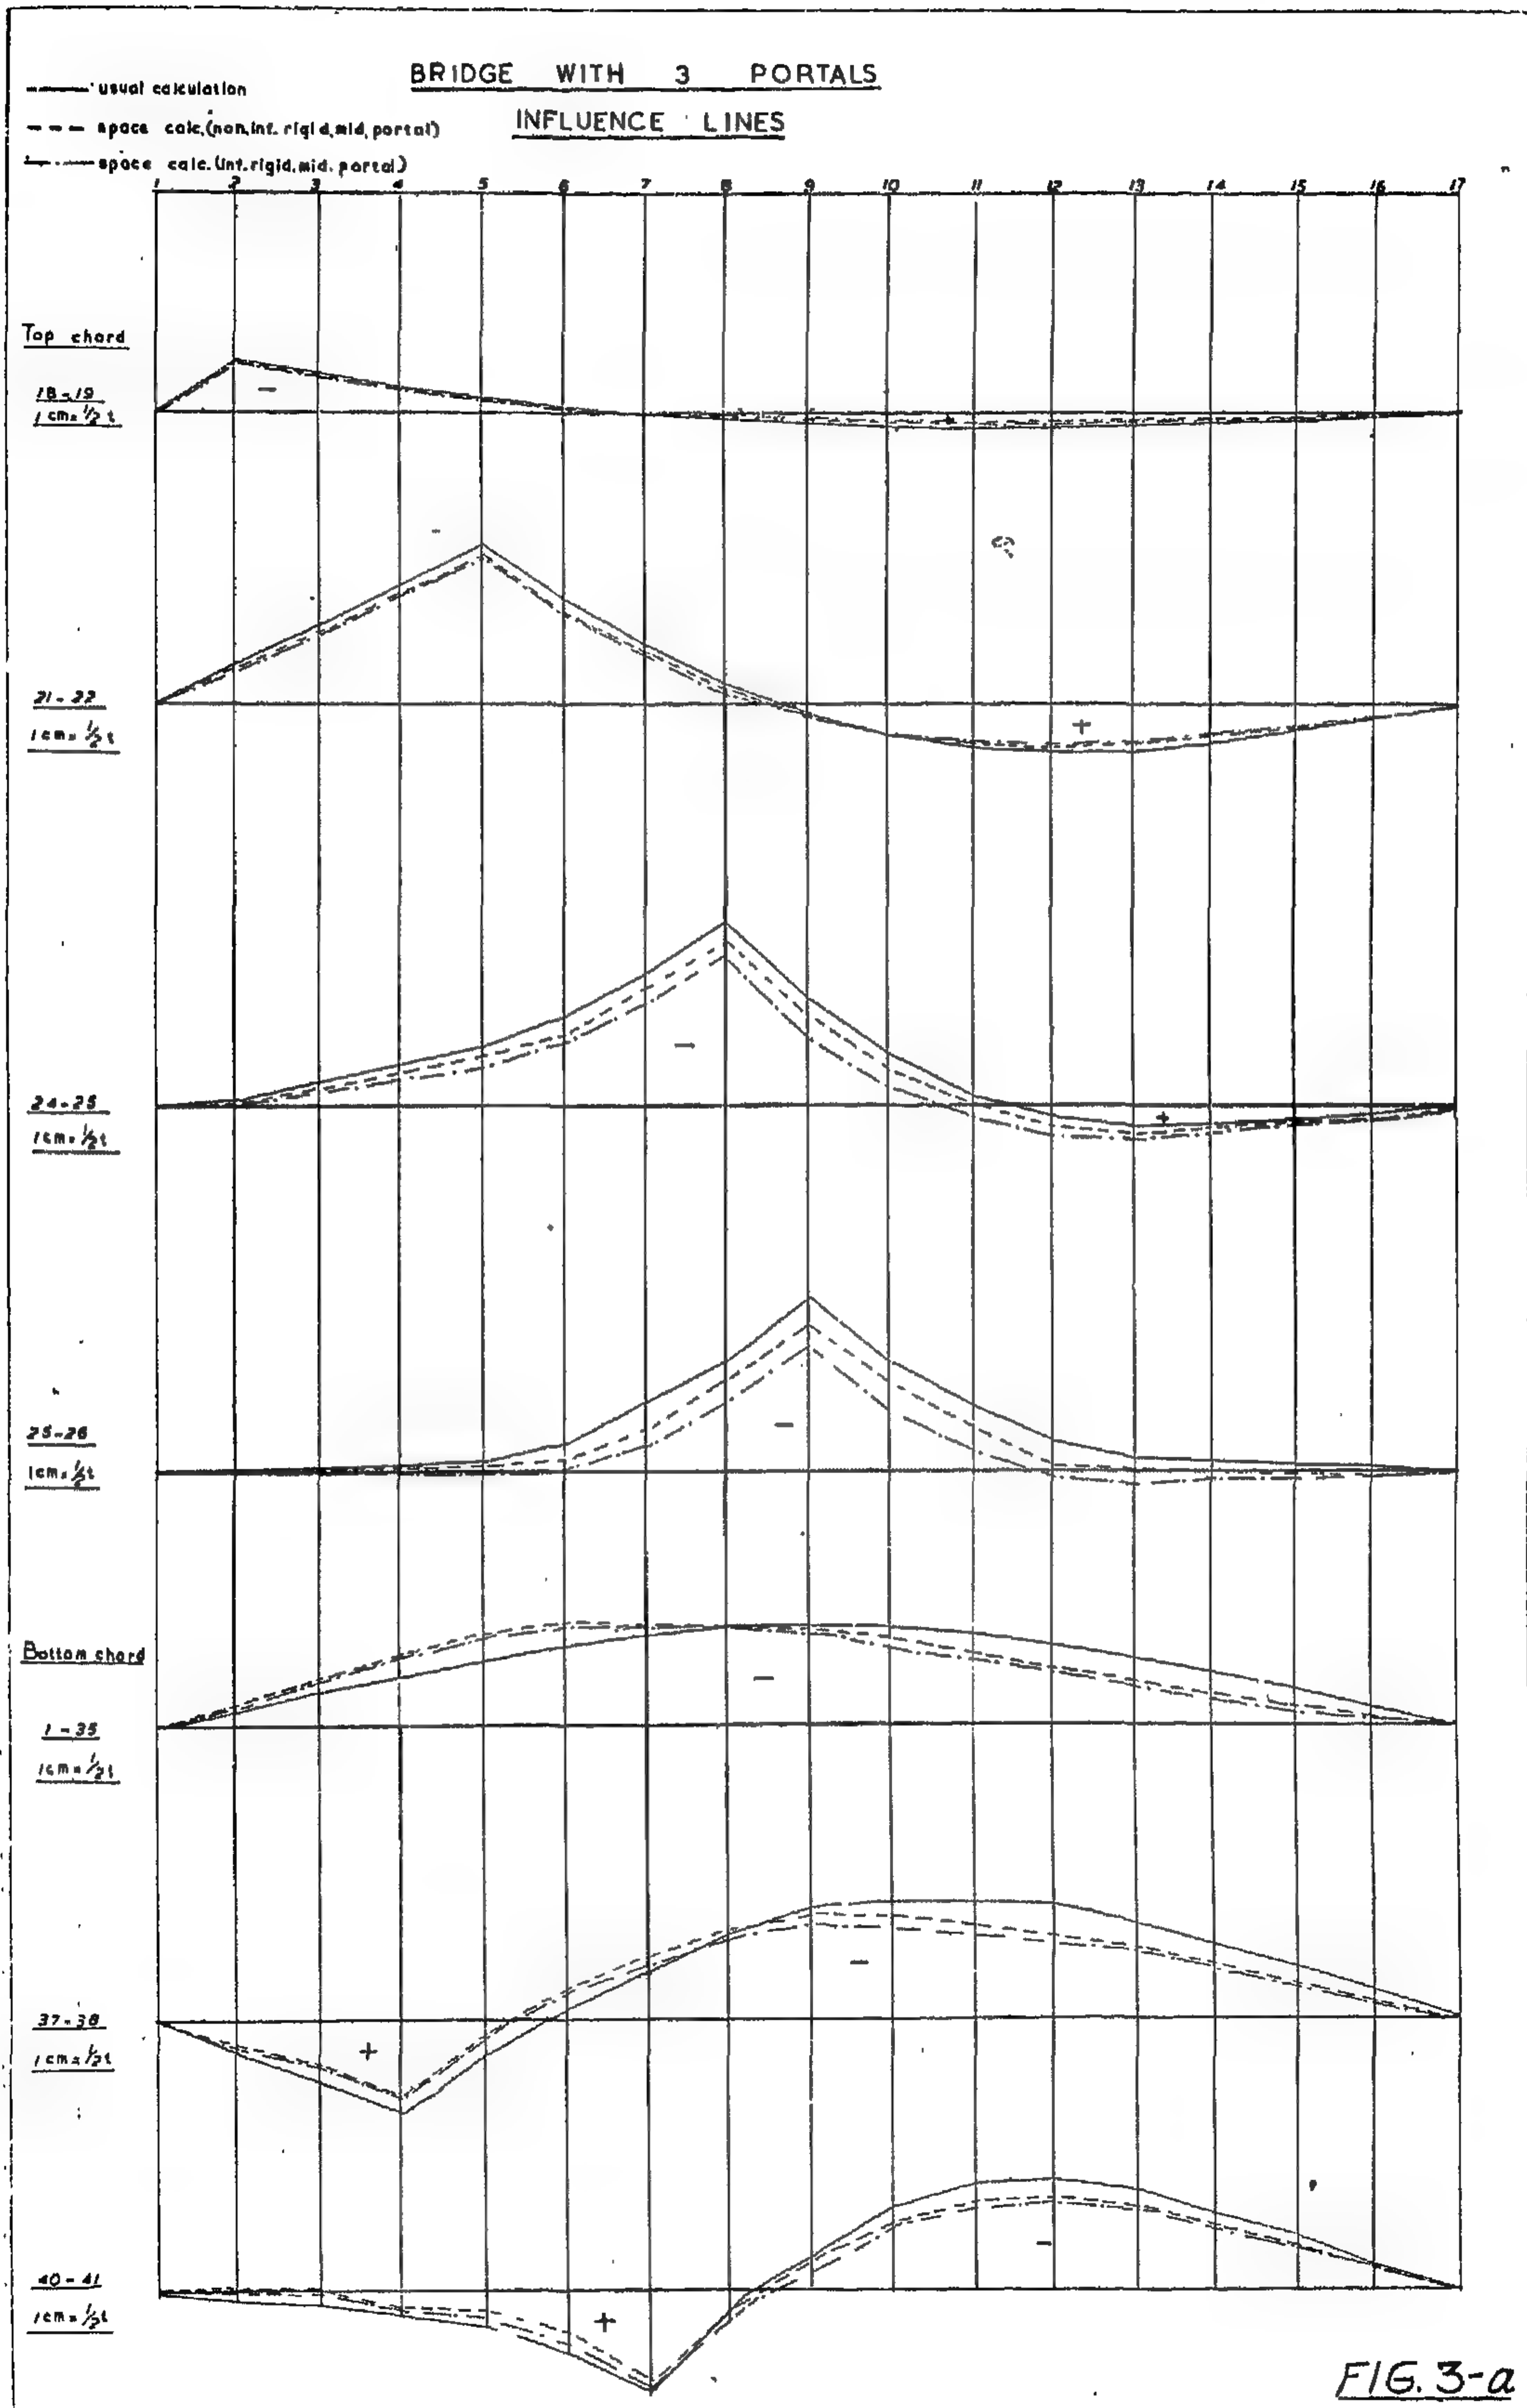 BRIDGE WITH 3 PORTALS
INFLUENCE LINES
usual calculation
space calc.(non.int. rigid.mid.portal)
space calc.(int.rigid.mid.portal)
1 2 3 4 5 6 7 8 9 10 11 12 13 14 15 16 17
Top chord
18-19
1 cm = 1/2 t
-
+
21-22
1 cm = 1/2 t
-
+
24-25
1 cm = 1/2 t
-
+
25-26
1 cm = 1/2 t
-
Bottom chord
1-35
1 cm = 1/2 t
-
37-38
1 cm = 1/2 t
+
-
40-41
1 cm = 1/2 t
+
-
FIG. 3-a